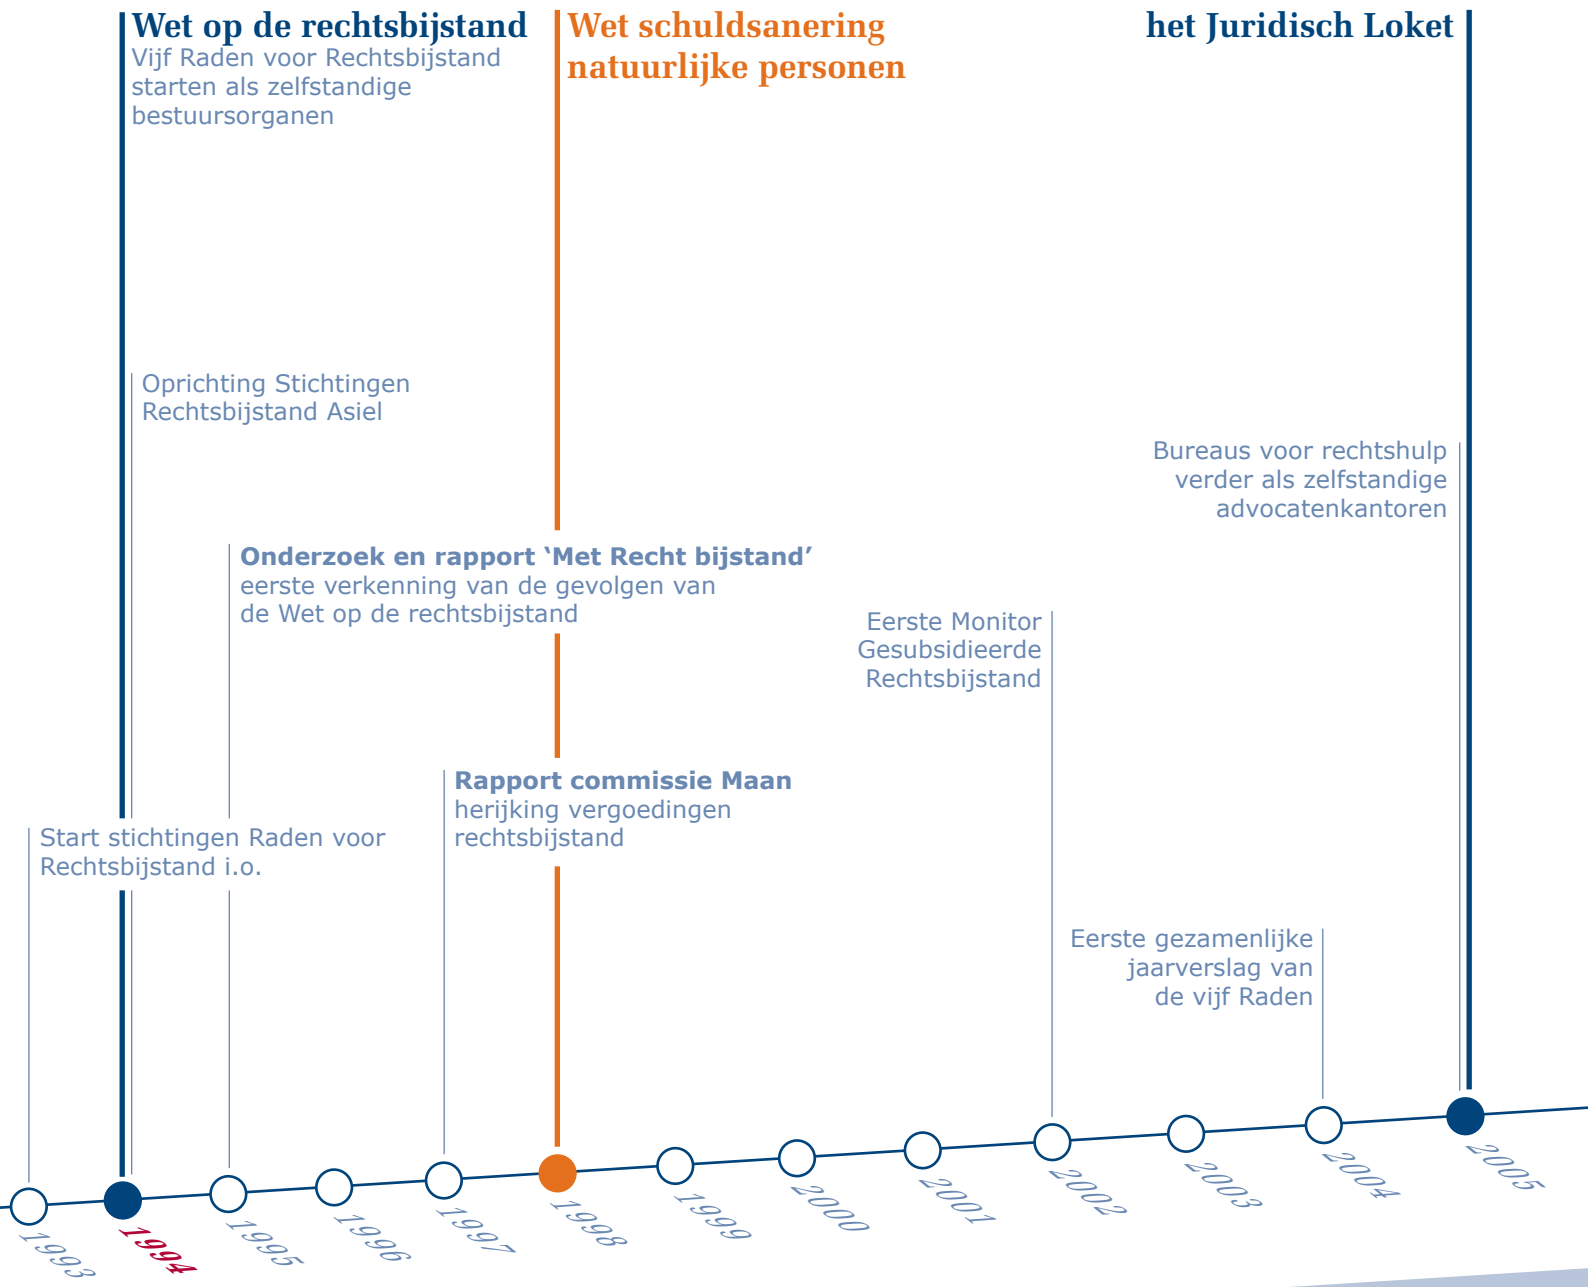 Wet op de rechtsbijstand
Vijf Raden voor Rechtsbijstand
starten als zelfstandige
bestuursorganen
Wet schuldsanering
natuurlijke personen
het Juridisch Loket
Oprichting Stichtingen
Rechtsbijstand Asiel
Bureaus voor rechtshulp
verder als zelfstandige
advocatenkantoren
Onderzoek en rapport ‘Met Recht bijstand’
eerste verkenning van de gevolgen van
de Wet op de rechtsbijstand
Eerste Monitor
Gesubsidieerde
Rechtsbijstand
Rapport commissie Maan
herijking vergoedingen
rechtsbijstand
Start stichtingen Raden voor
Rechtsbijstand i.o.
Eerste gezamenlijke
jaarverslag van
de vijf Raden
1993
1994
1995
1996
1997
1998
1999
2000
2001
2002
2003
2004
2005